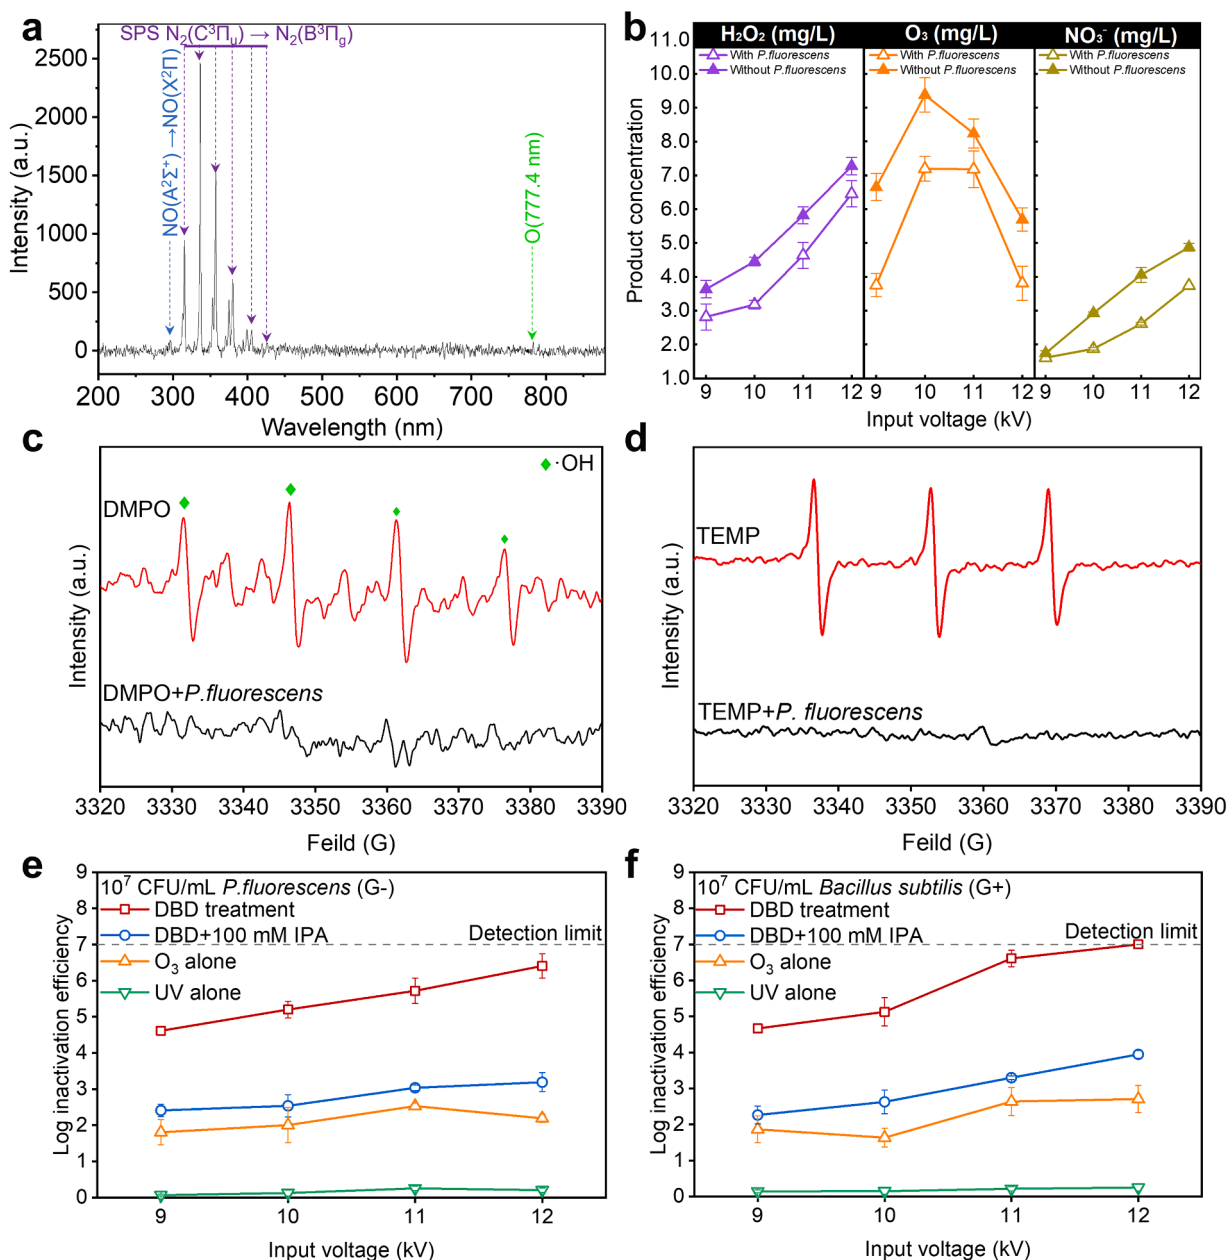 a
SPS N₂(C³Πᵤ) → N₂(B³Π_g)
NO(A²Σ⁺) → NO(X²Π)
O(777.4 nm)
Intensity (a.u.)
2500
2000
1500
1000
500
0
200 300 400 500 600 700 800
Wavelength (nm)
b
H₂O₂ (mg/L) O₃ (mg/L) NO₃⁻ (mg/L)
With P.fluorescens With P.fluorescens With P.fluorescens
Without P.fluorescens Without P.fluorescens Without P.fluorescens
Product concentration
11.0
10.0
9.0
8.0
7.0
6.0
5.0
4.0
3.0
2.0
1.0
9 10 11 12 9 10 11 12 9 10 11 12
Input voltage (kV)
c
·OH
DMPO
DMPO+P.fluorescens
Intensity (a.u.)
3320 3330 3340 3350 3360 3370 3380 3390
Feild (G)
d
TEMP
TEMP+P. fluorescens
Intensity (a.u.)
3320 3330 3340 3350 3360 3370 3380 3390
Feild (G)
e
10⁷ CFU/mL P.fluorescens (G-)
DBD treatment
DBD+100 mM IPA
O₃ alone
UV alone
Detection limit
Log inactivation efficiency
9
8
7
6
5
4
3
2
1
0
9 10 11 12
Input voltage (kV)
f
10⁷ CFU/mL Bacillus subtilis (G+)
DBD treatment
DBD+100 mM IPA
O₃ alone
UV alone
Detection limit
Log inactivation efficiency
9
8
7
6
5
4
3
2
1
0
9 10 11 12
Input voltage (kV)